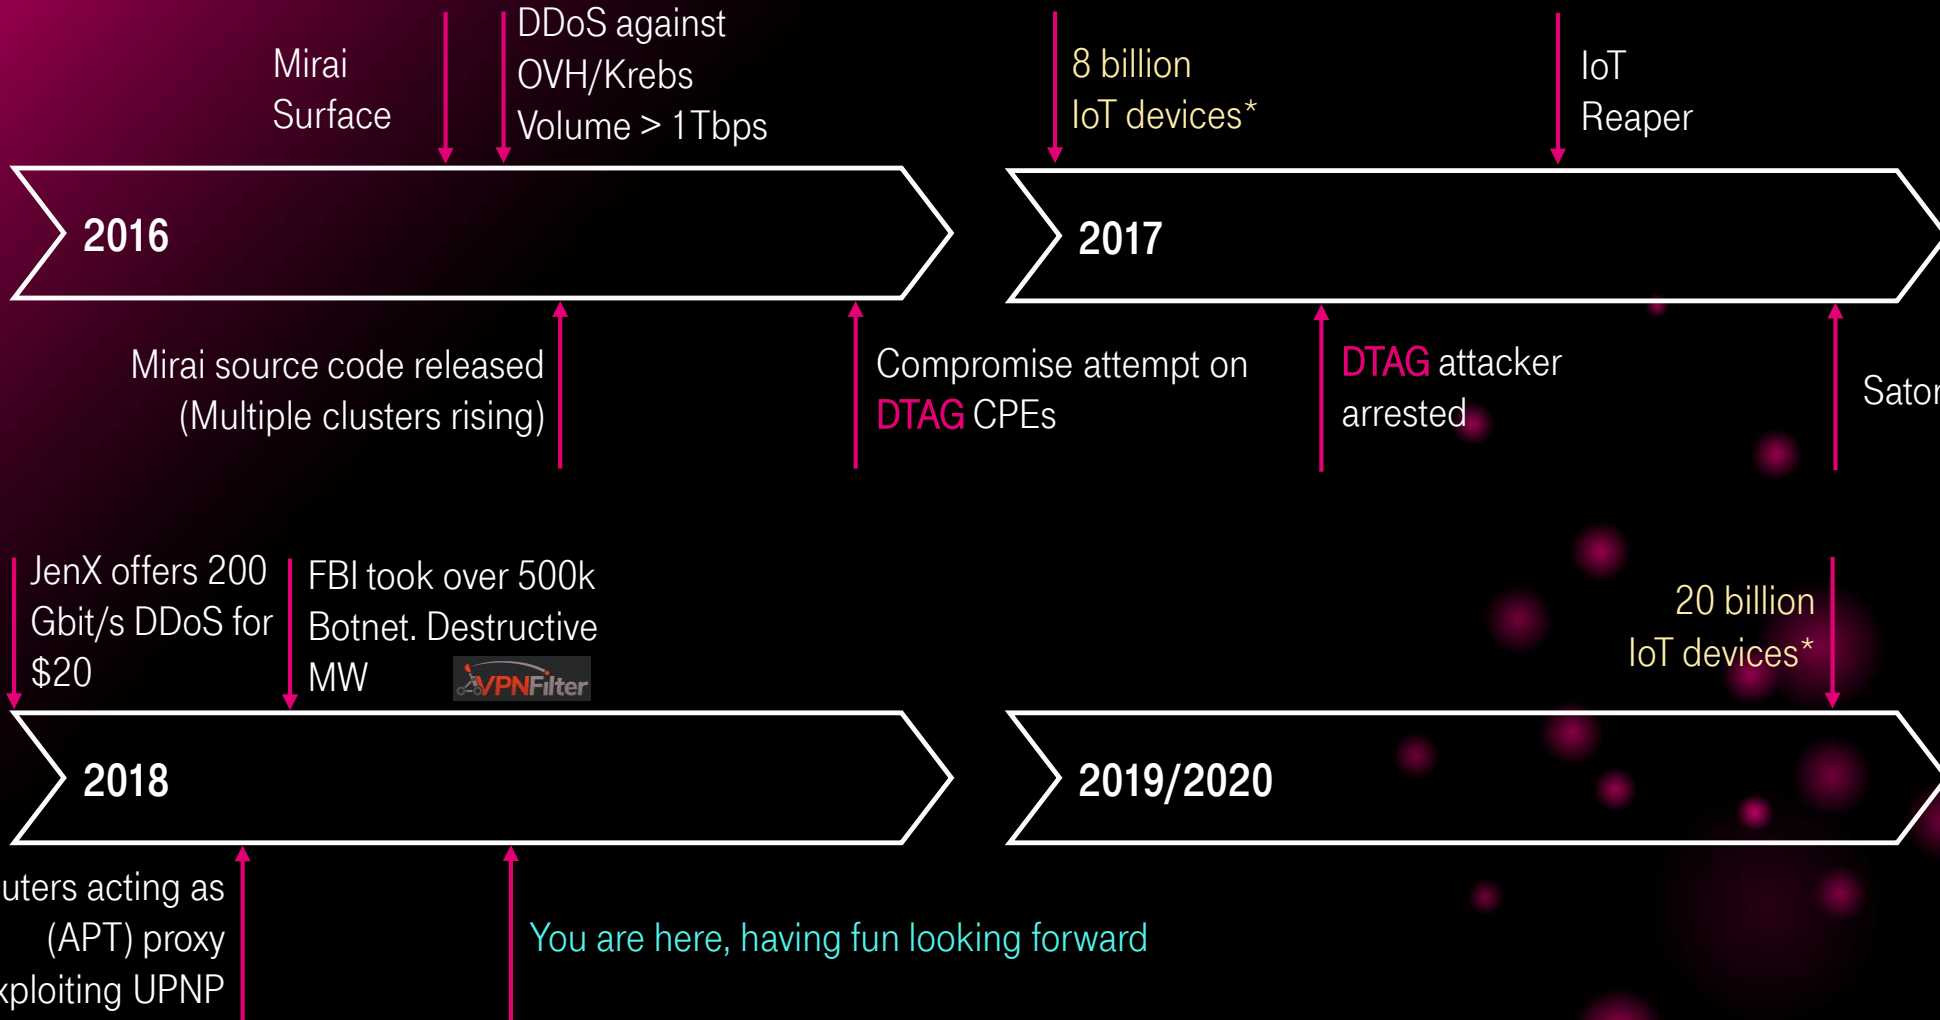 Mirai
Surface
DDoS against
OVH/Krebs
Volume > 1Tbps
8 billion
IoT devices*
IoT
Reaper
2016
2017
Mirai source code released
(Multiple clusters rising)
Compromise attempt on
DTAG CPEs
DTAG attacker
arrested
JenX offers 200
Gbit/s DDoS for
$20
FBI took over 500k
Botnet. Destructive
MW
VPNFilter
20 billion
IoT devices*
2018
2019/2020
acting as
(APT) proxy
UPNP
You are here, having fun looking forward